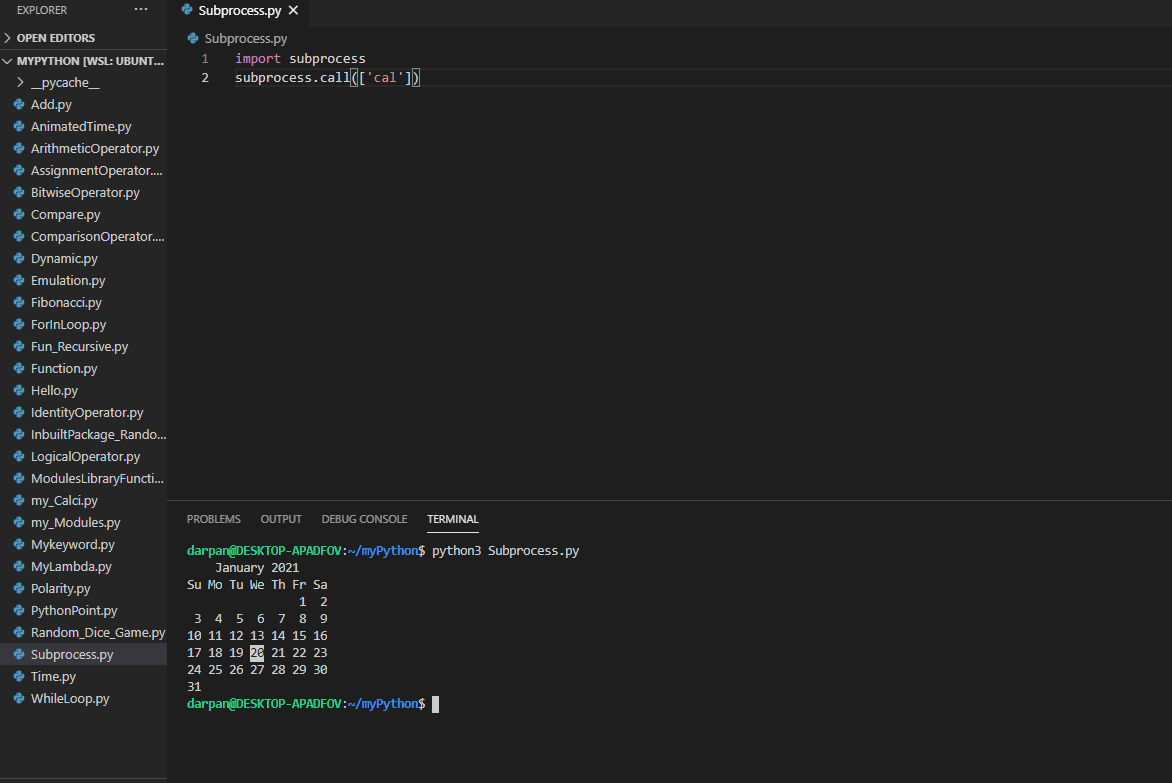 EXPLORER ...
OPEN EDITORS
MYPYTHON [WSL: UBUNT...
__pycache__
Add.py
AnimatedTime.py
ArithmeticOperator.py
AssignmentOperator....
BitwiseOperator.py
Compare.py
ComparisonOperator....
Dynamic.py
Emulation.py
Fibonacci.py
ForInLoop.py
Fun_Recursive.py
Function.py
Hello.py
IdentityOperator.py
InbuiltPackage_Rando...
LogicalOperator.py
ModulesLibraryFuncti...
my_Calci.py
my_Modules.py
Mykeyword.py
MyLambda.py
Polarity.py
PythonPoint.py
Random_Dice_Game.py
Subprocess.py
Time.py
WhileLoop.py
Subprocess.py
Subprocess.py
1 import subprocess
2 subprocess.call(['cal'])
PROBLEMS OUTPUT DEBUG CONSOLE TERMINAL
darpan@DESKTOP-APADFOV:~/myPython$ python3 Subprocess.py
    January 2021
Su Mo Tu We Th Fr Sa
                1  2
 3  4  5  6  7  8  9
10 11 12 13 14 15 16
17 18 19 20 21 22 23
24 25 26 27 28 29 30
31
darpan@DESKTOP-APADFOV:~/myPython$